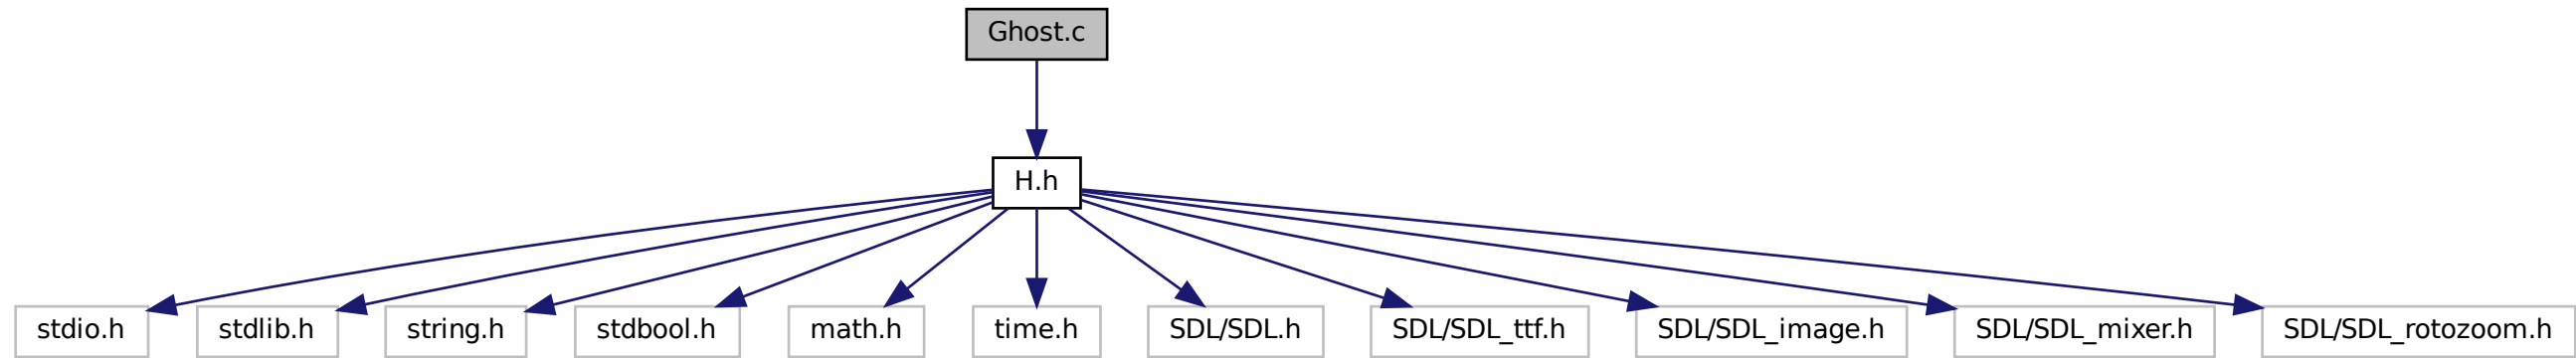 Ghost.c
H.h
stdio.h
stdlib.h
string.h
stdbool.h
math.h
time.h
SDL/SDL.h
SDL/SDL_ttf.h
SDL/SDL_image.h
SDL/SDL_mixer.h
SDL/SDL_rotozoom.h